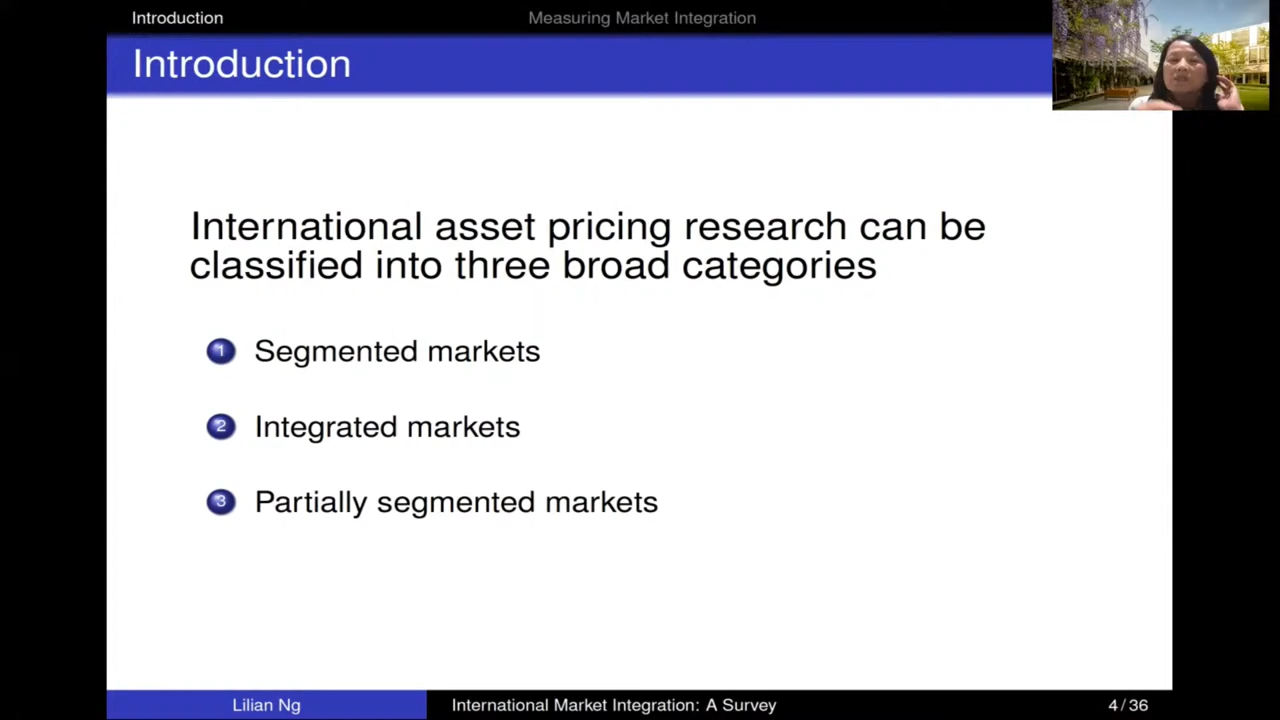 Introduction
Measuring Market Integration
Introduction
International asset pricing research can be
classified into three broad categories
1 Segmented markets
2 Integrated markets
3 Partially segmented markets
Lilian Ng
International Market Integration: A Survey
4 / 36